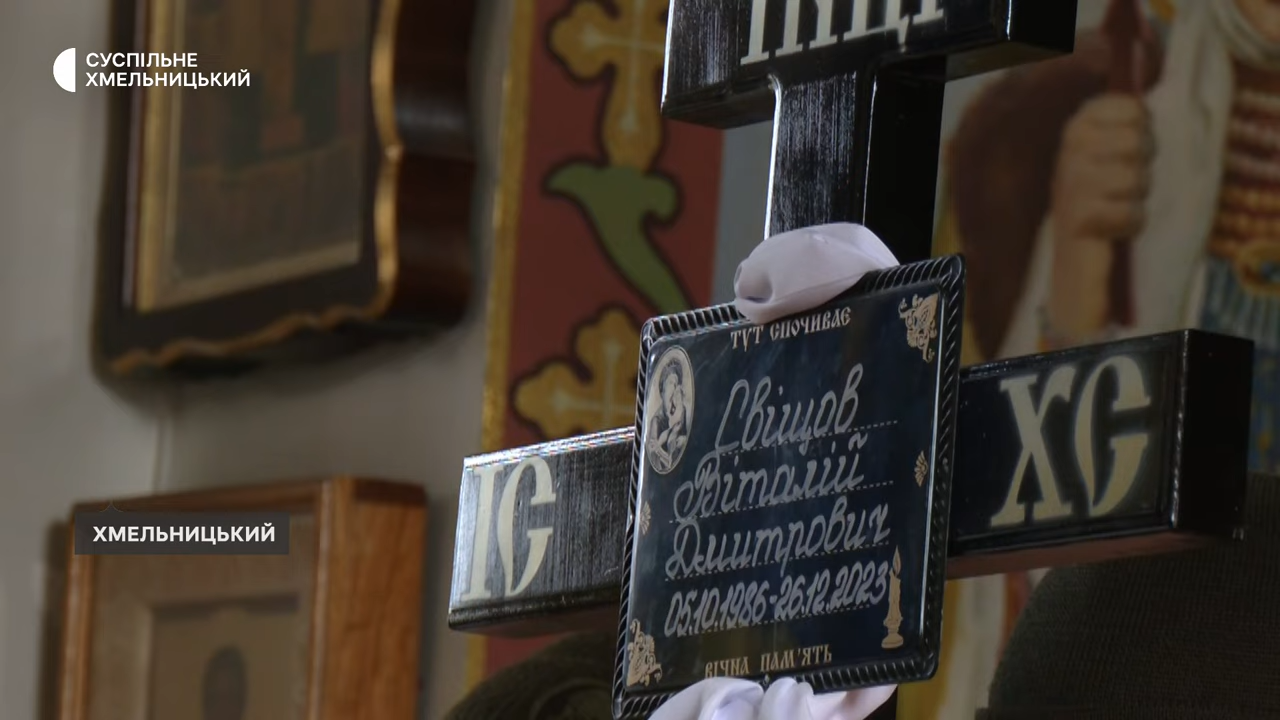 СУСПІЛЬНЕ
ХМЕЛЬНИЦЬКИЙ
ІНЦІ
ТУТ СПОЧИВАЄ
Свіщов
Віталій
Дмитрович
05.10.1986-26.12.2023
ВІЧНА ПАМ'ЯТЬ
ІС ХС
ХМЕЛЬНИЦЬКИЙ